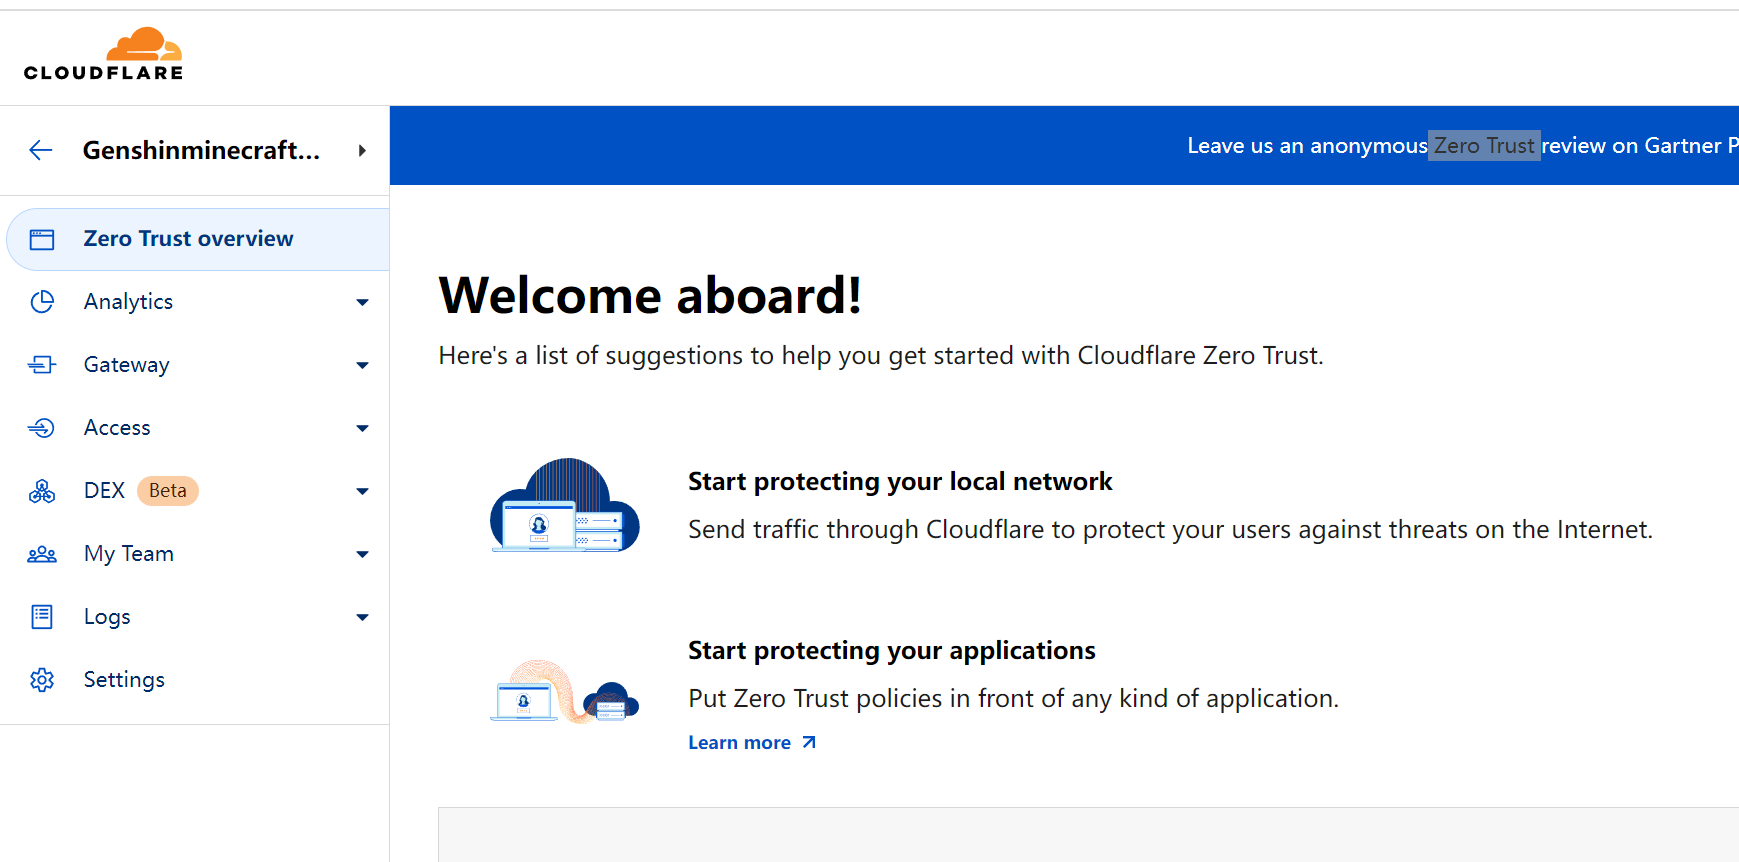 CLOUDFLARE
Genshinminecraft...
Leave us an anonymous Zero Trust review on Gartner P
Zero Trust overview
Analytics
Gateway
Access
DEX Beta
My Team
Logs
Settings
Welcome aboard!
Here's a list of suggestions to help you get started with Cloudflare Zero Trust.
Start protecting your local network
Send traffic through Cloudflare to protect your users against threats on the Internet.
Start protecting your applications
Put Zero Trust policies in front of any kind of application.
Learn more